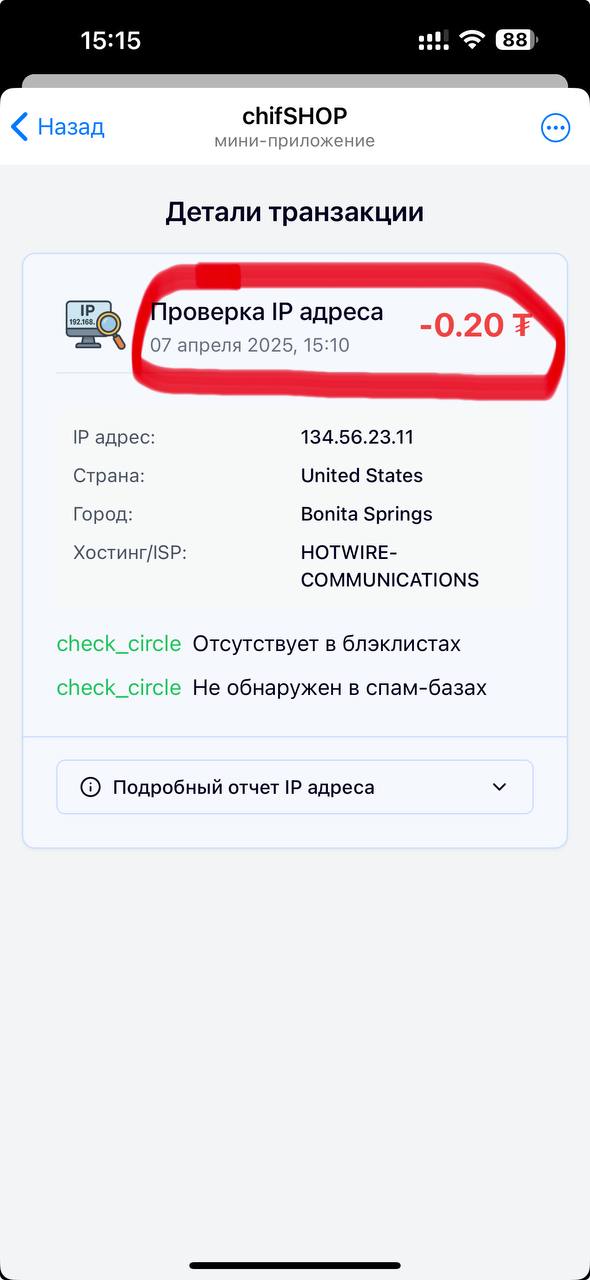 15:15
88
Назад
chifSHOP
мини-приложение
Детали транзакции
IP
192.168.
Проверка IP адреса
-0.20 ₮
07 апреля 2025, 15:10
IP адрес: 134.56.23.11
Страна: United States
Город: Bonita Springs
Хостинг/ISP: HOTWIRE-
COMMUNICATIONS
check_circle Отсутствует в блэклистах
check_circle Не обнаружен в спам-базах
Подробный отчет IP адреса